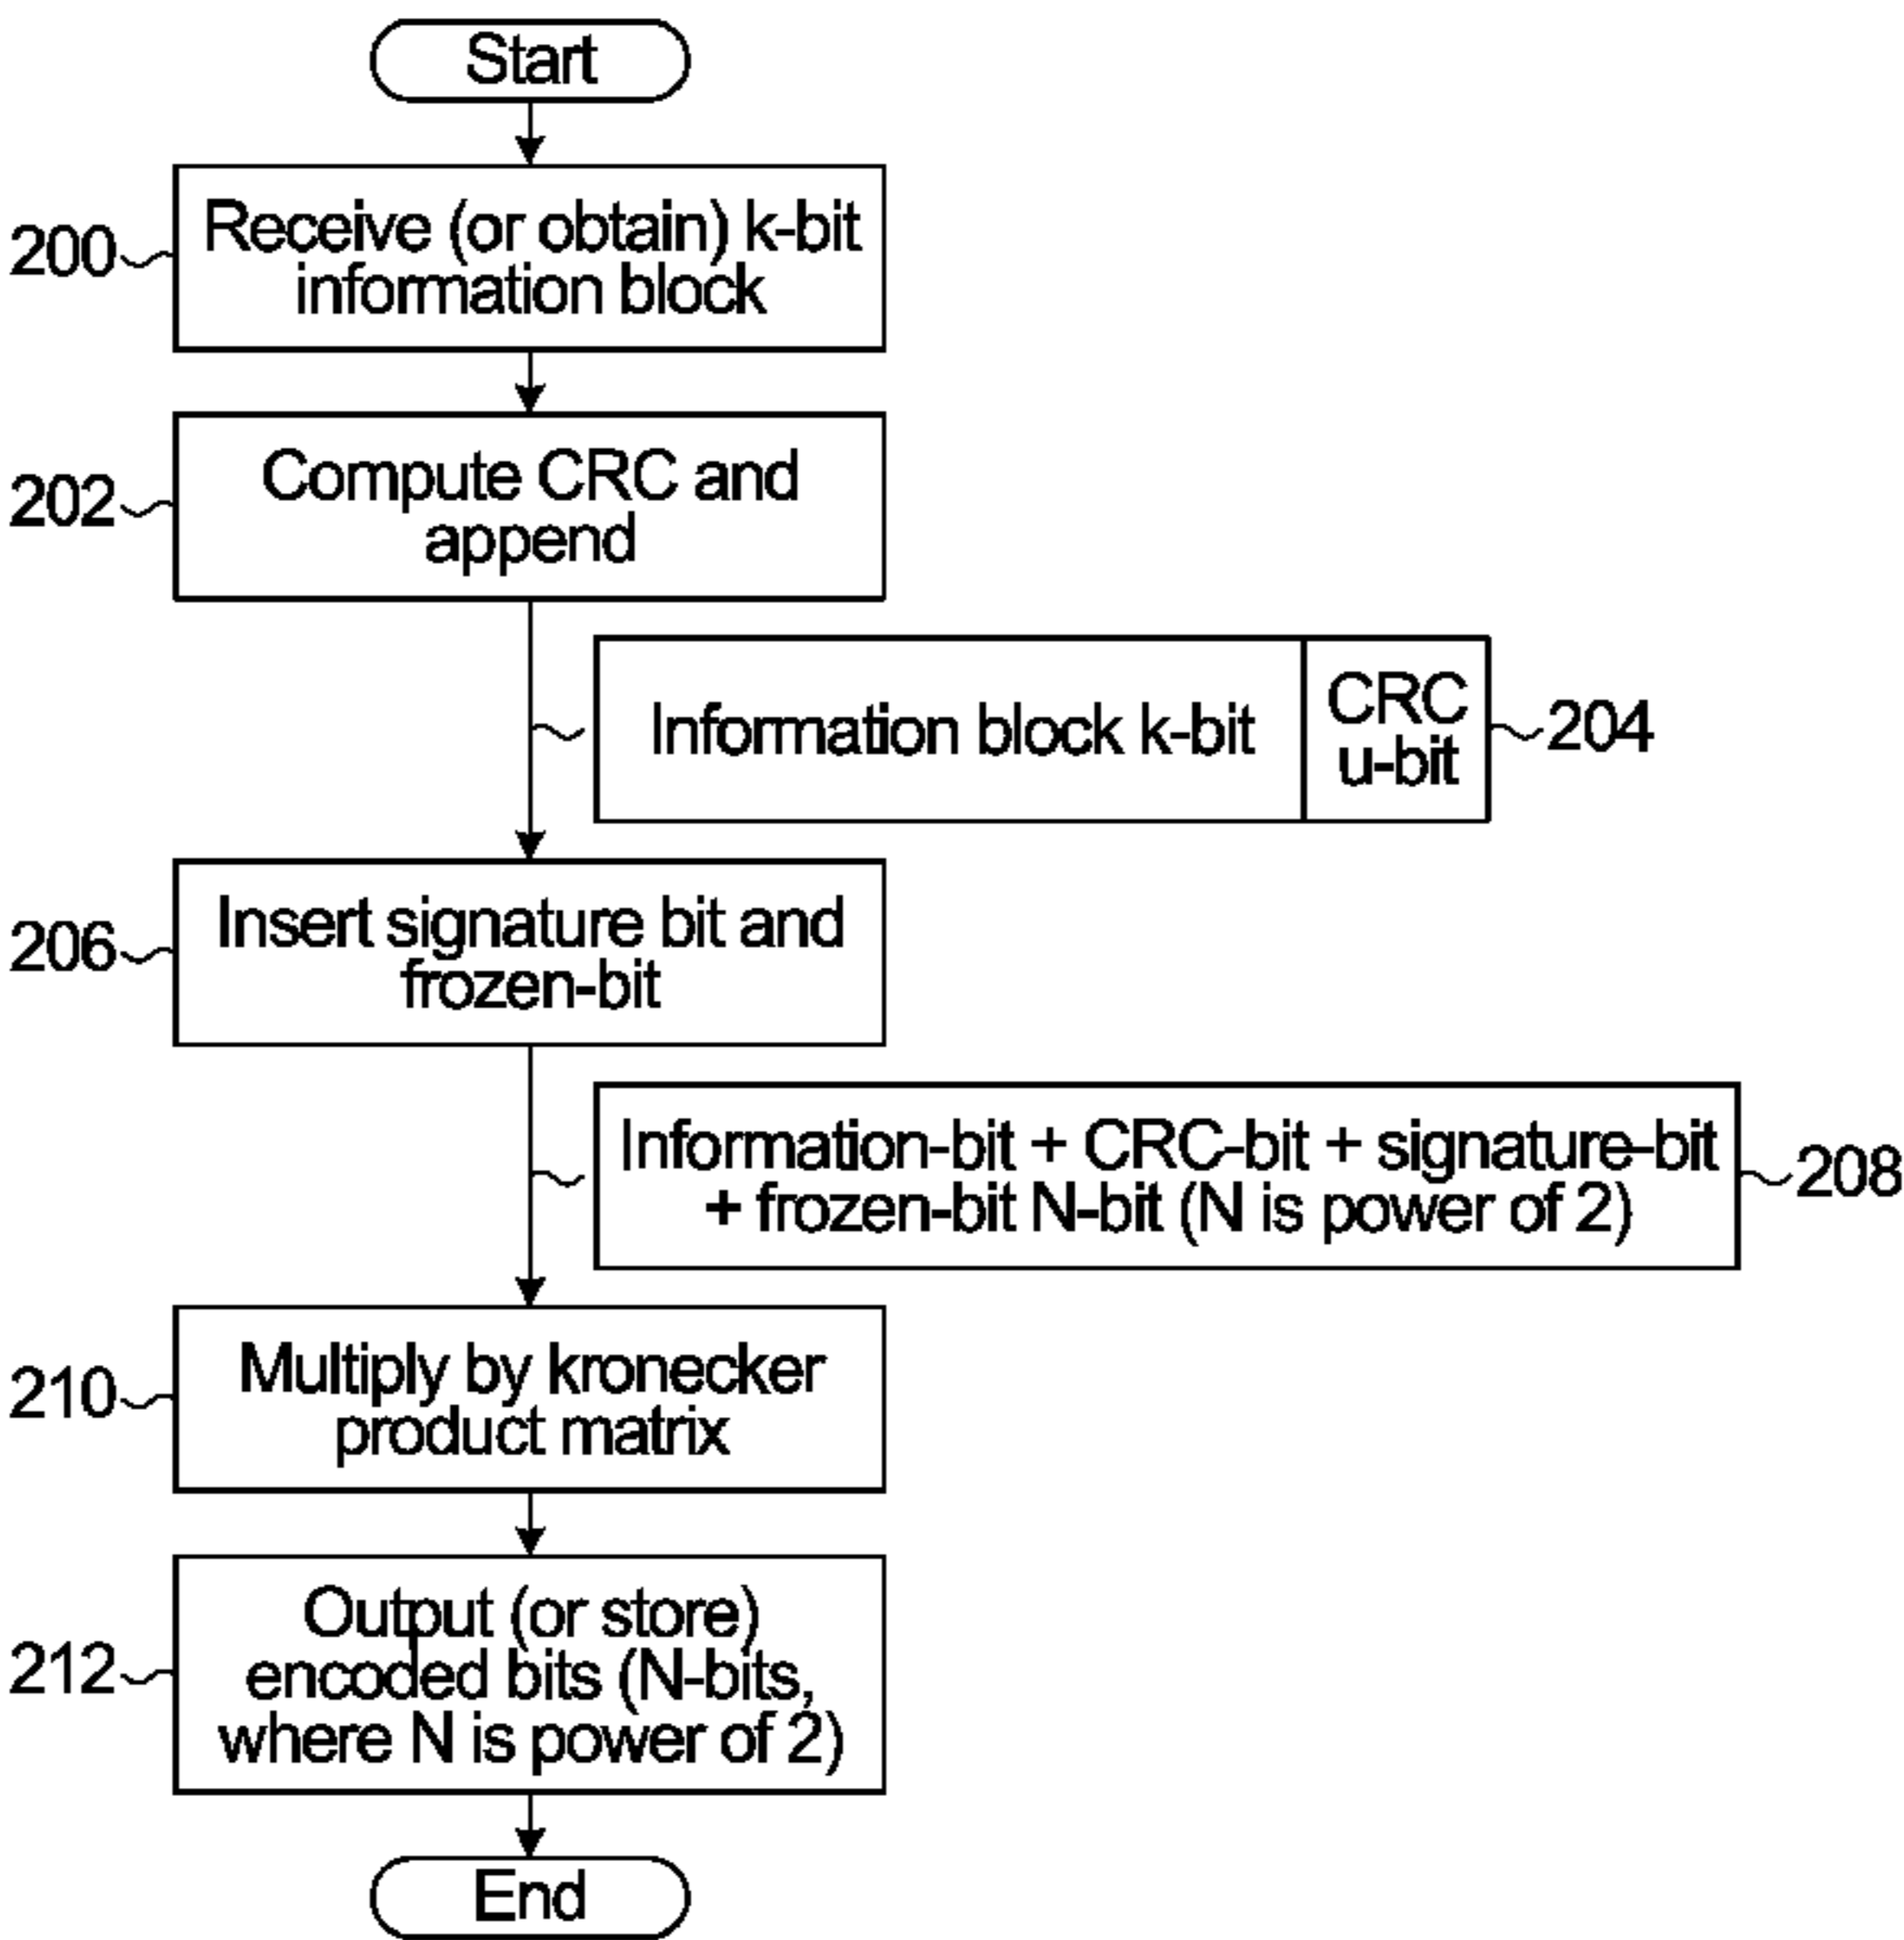 Start
200
Receive (or obtain) k-bit
information block
202
Compute CRC and
append
Information block k-bit
CRC
u-bit
204
206
Insert signature bit and
frozen-bit
Information-bit + CRC-bit + signature-bit
+ frozen-bit N-bit (N is power of 2)
208
210
Multiply by kronecker
product matrix
212
Output (or store)
encoded bits (N-bits,
where N is power of 2)
End